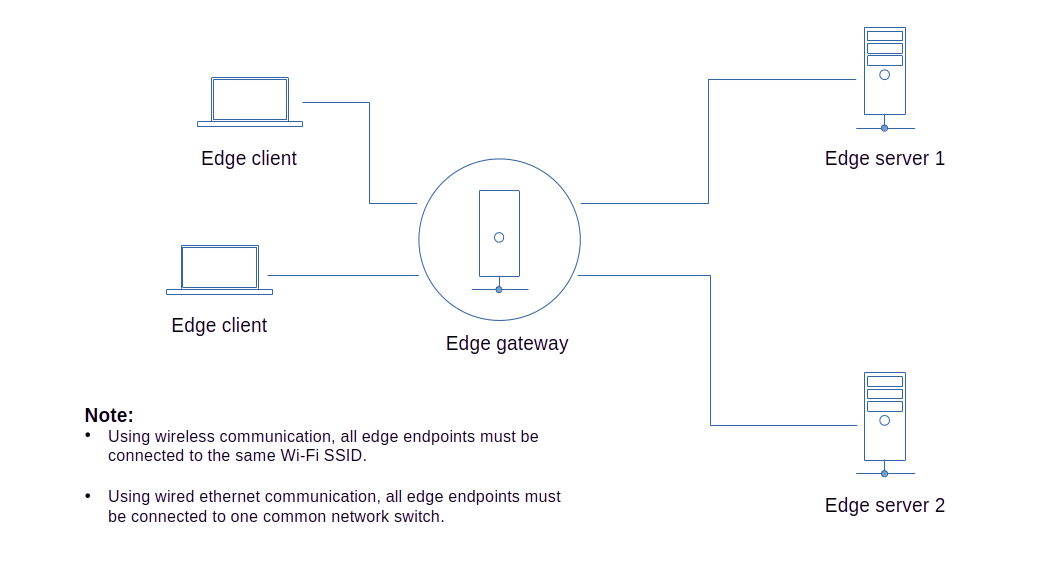 Edge client
Edge server 1
Edge client
Edge gateway
Note:
• Using wireless communication, all edge endpoints must be
connected to the same Wi-Fi SSID.
• Using wired ethernet communication, all edge endpoints must
be connected to one common network switch.
Edge server 2